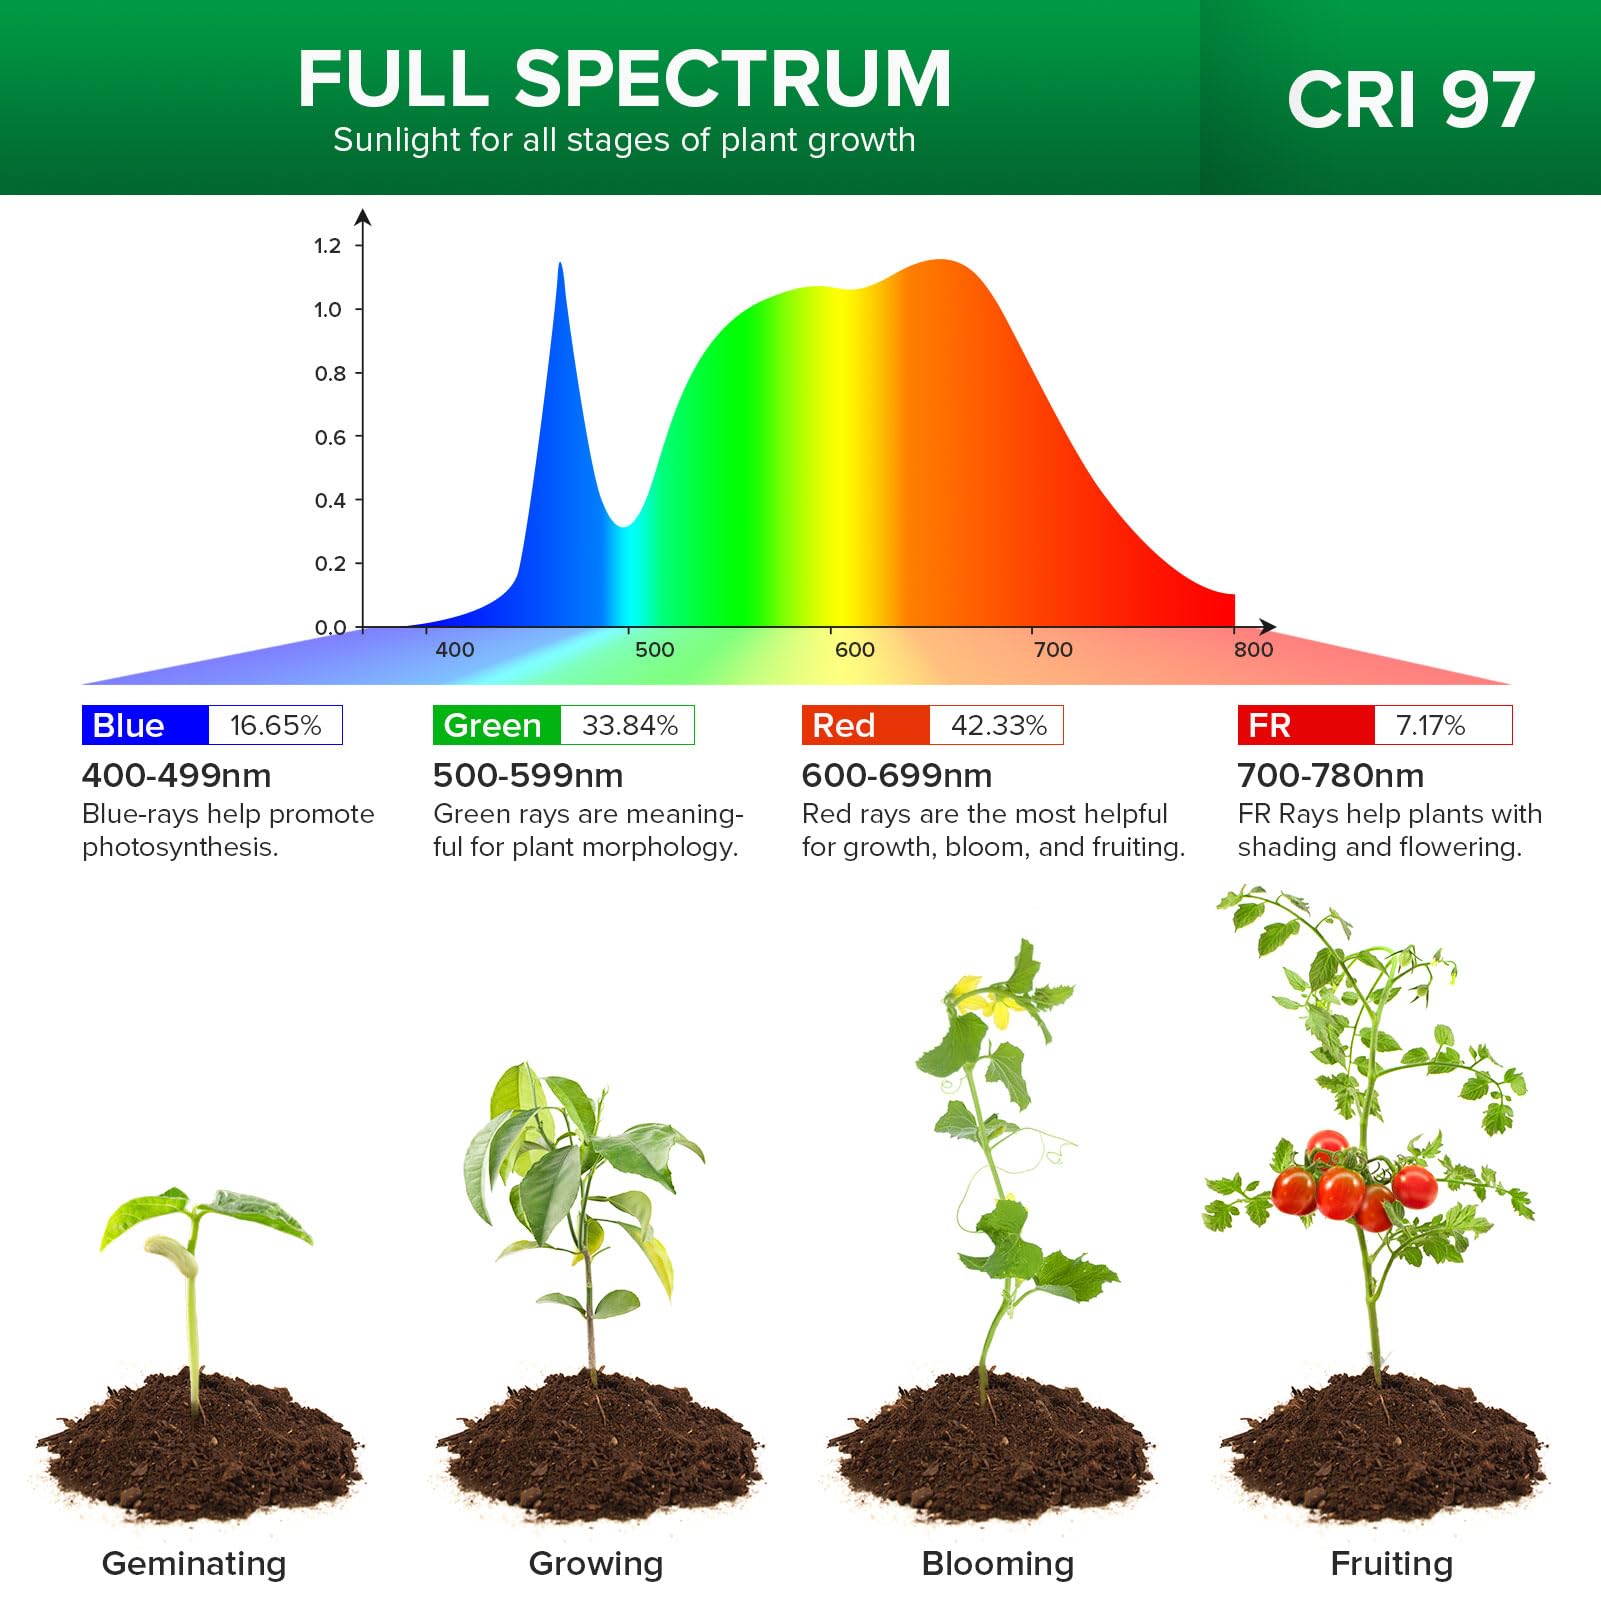 FULL SPECTRUM
Sunlight for all stages of plant growth
CRI 97
1.2
1.0
0.8
0.6
0.4
0.2
0.0
400 500 600 700 800
Blue 16.65%
400-499nm
Blue-rays help promote
photosynthesis.
Green 33.84%
500-599nm
Green rays are meaning-
ful for plant morphology.
Red 42.33%
600-699nm
Red rays are the most helpful
for growth, bloom, and fruiting.
FR 7.17%
700-780nm
FR Rays help plants with
shading and flowering.
Geminating
Growing
Blooming
Fruiting